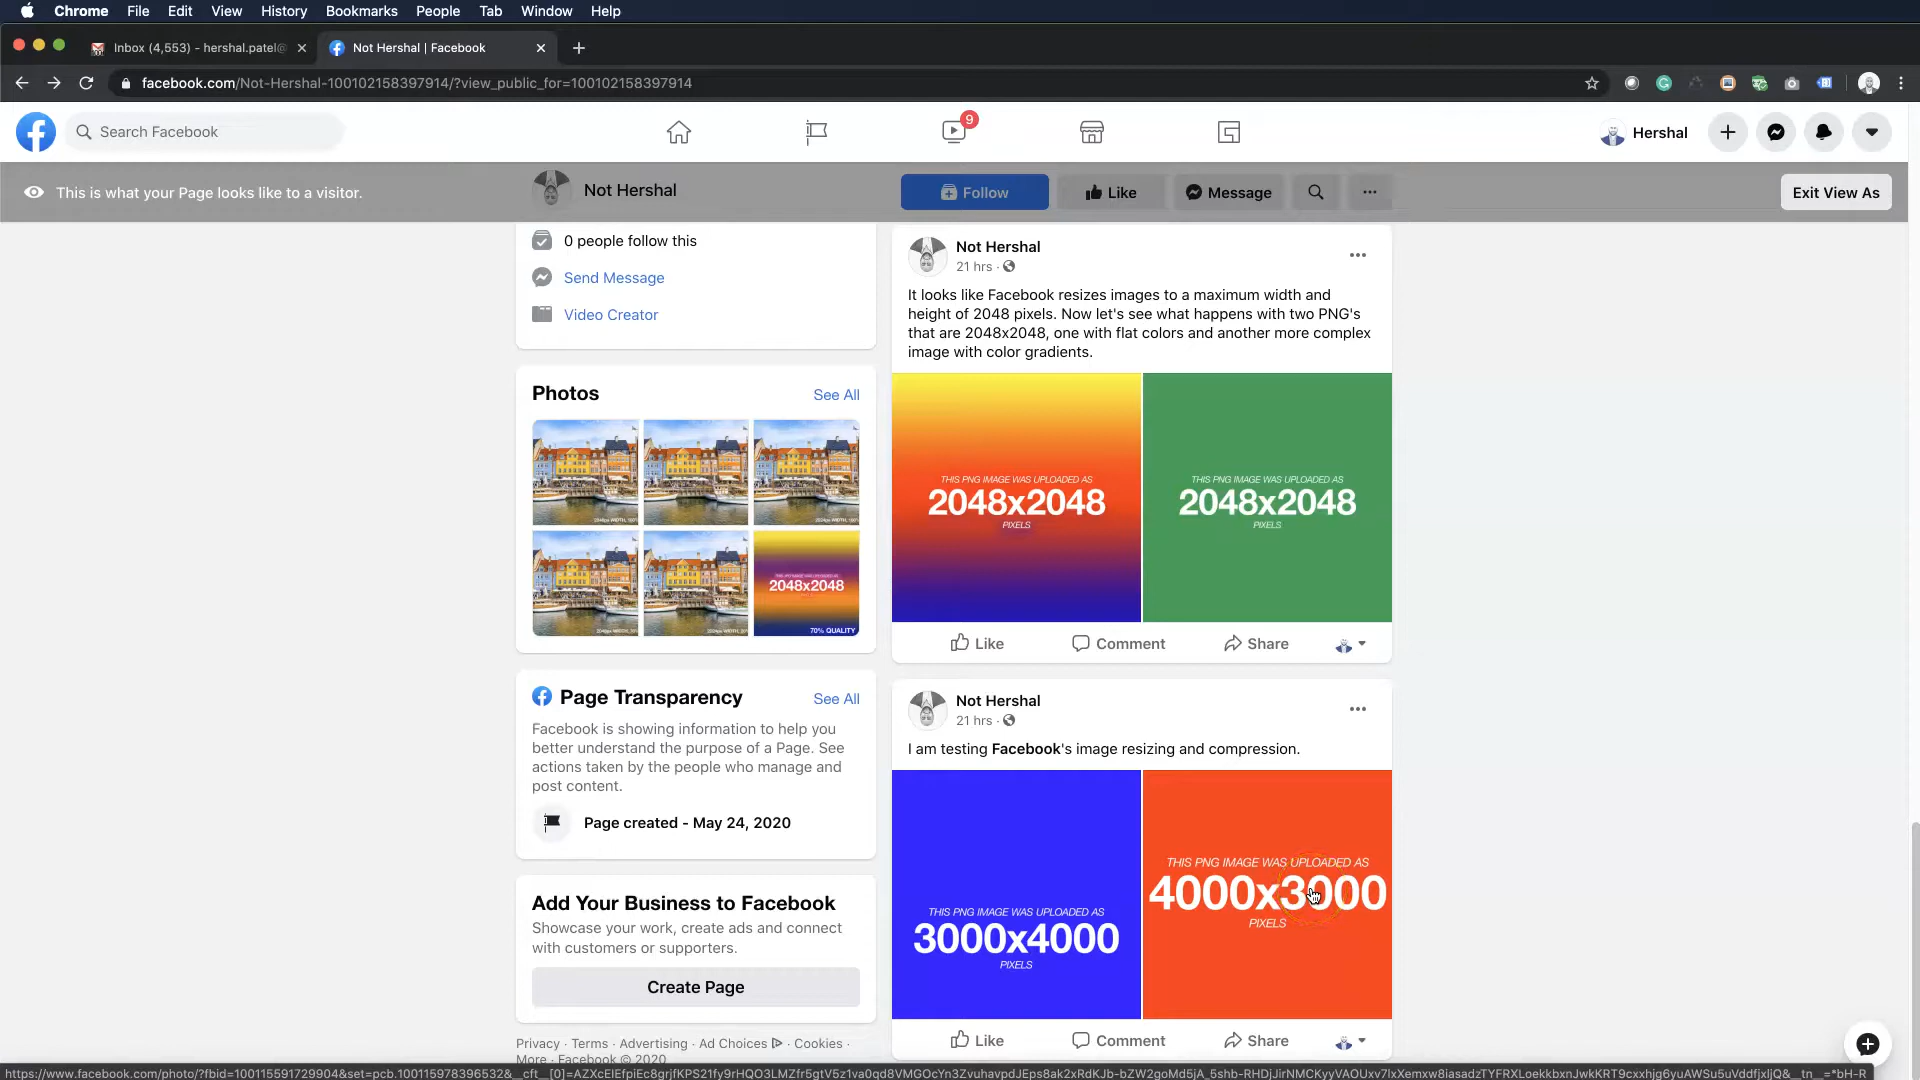 Chrome File Edit View History Bookmarks People Tab Window Help
Inbox (4,553) - hershal.patel@
Not Hershal | Facebook
facebook.com/Not-Hershal-100102158397914/?view_public_for=100102158397914
Search Facebook
9
Hershal
This is what your Page looks like to a visitor.
Not Hershal
Follow
Like
Message
Exit View As
0 people follow this
Send Message
Video Creator
Photos
See All
2048x2048
70% QUALITY
Page Transparency
See All
Facebook is showing information to help you
better understand the purpose of a Page. See
actions taken by the people who manage and
post content.
Page created - May 24, 2020
Add Your Business to Facebook
Showcase your work, create ads and connect
with customers or supporters.
Create Page
Privacy · Terms · Advertising · Ad Choices · Cookies ·
More · Facebook © 2020
Not Hershal
21 hrs ·
It looks like Facebook resizes images to a maximum width and
height of 2048 pixels. Now let's see what happens with two PNG's
that are 2048x2048, one with flat colors and another more complex
image with color gradients.
THIS PNG IMAGE WAS UPLOADED AS
2048x2048
PIXELS
THIS PNG IMAGE WAS UPLOADED AS
2048x2048
PIXELS
Like Comment Share
Not Hershal
21 hrs ·
I am testing Facebook's image resizing and compression.
THIS PNG IMAGE WAS UPLOADED AS
3000x4000
PIXELS
THIS PNG IMAGE WAS UPLOADED AS
4000x3000
PIXELS
Like Comment Share